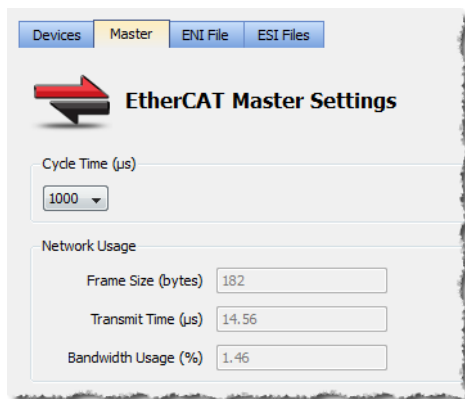 Devices Master ENI File ESI Files
EtherCAT Master Settings
Cycle Time (µs)
1000
Network Usage
Frame Size (bytes) 182
Transmit Time (µs) 14.56
Bandwidth Usage (%) 1.46